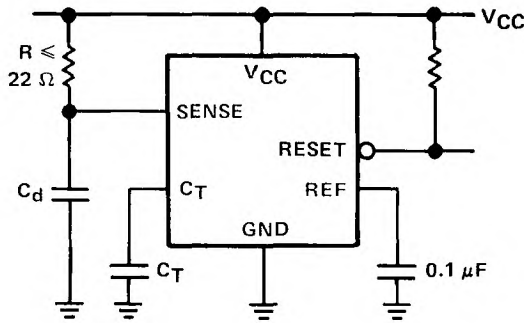 VCC
R ≤
22 Ω
VCC
SENSE
RESET
Cd
CT
REF
GND
CT
0.1 μF